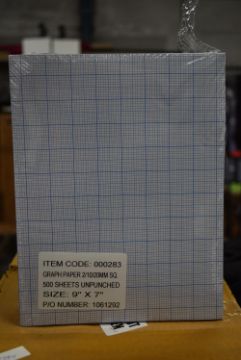 ITEM CODE: 000283
GRAPH PAPER 2/10/20MM SQ.
500 SHEETS UNPUNCHED
SIZE: 9" X 7"
P/O NUMBER: 1061292